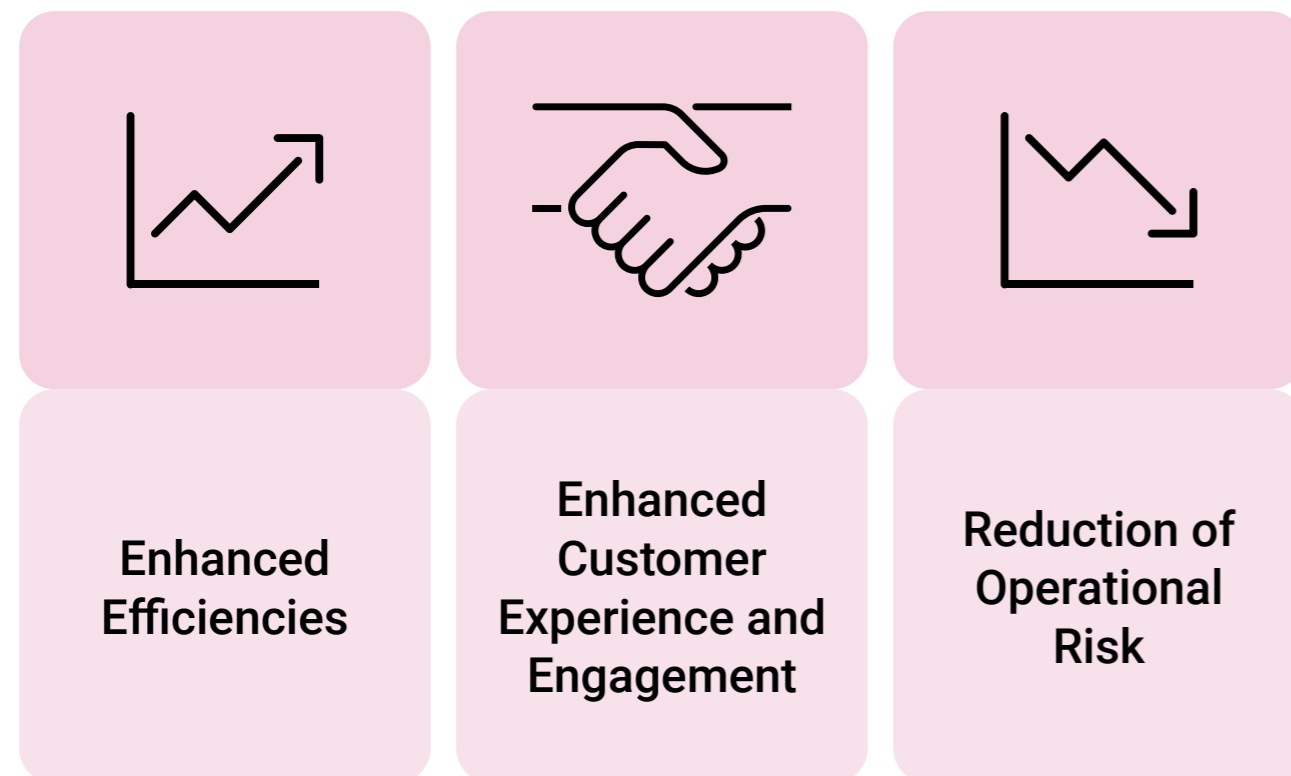 Enhanced
Efficiencies
Enhanced
Customer
Experience and
Engagement
Reduction of
Operational
Risk